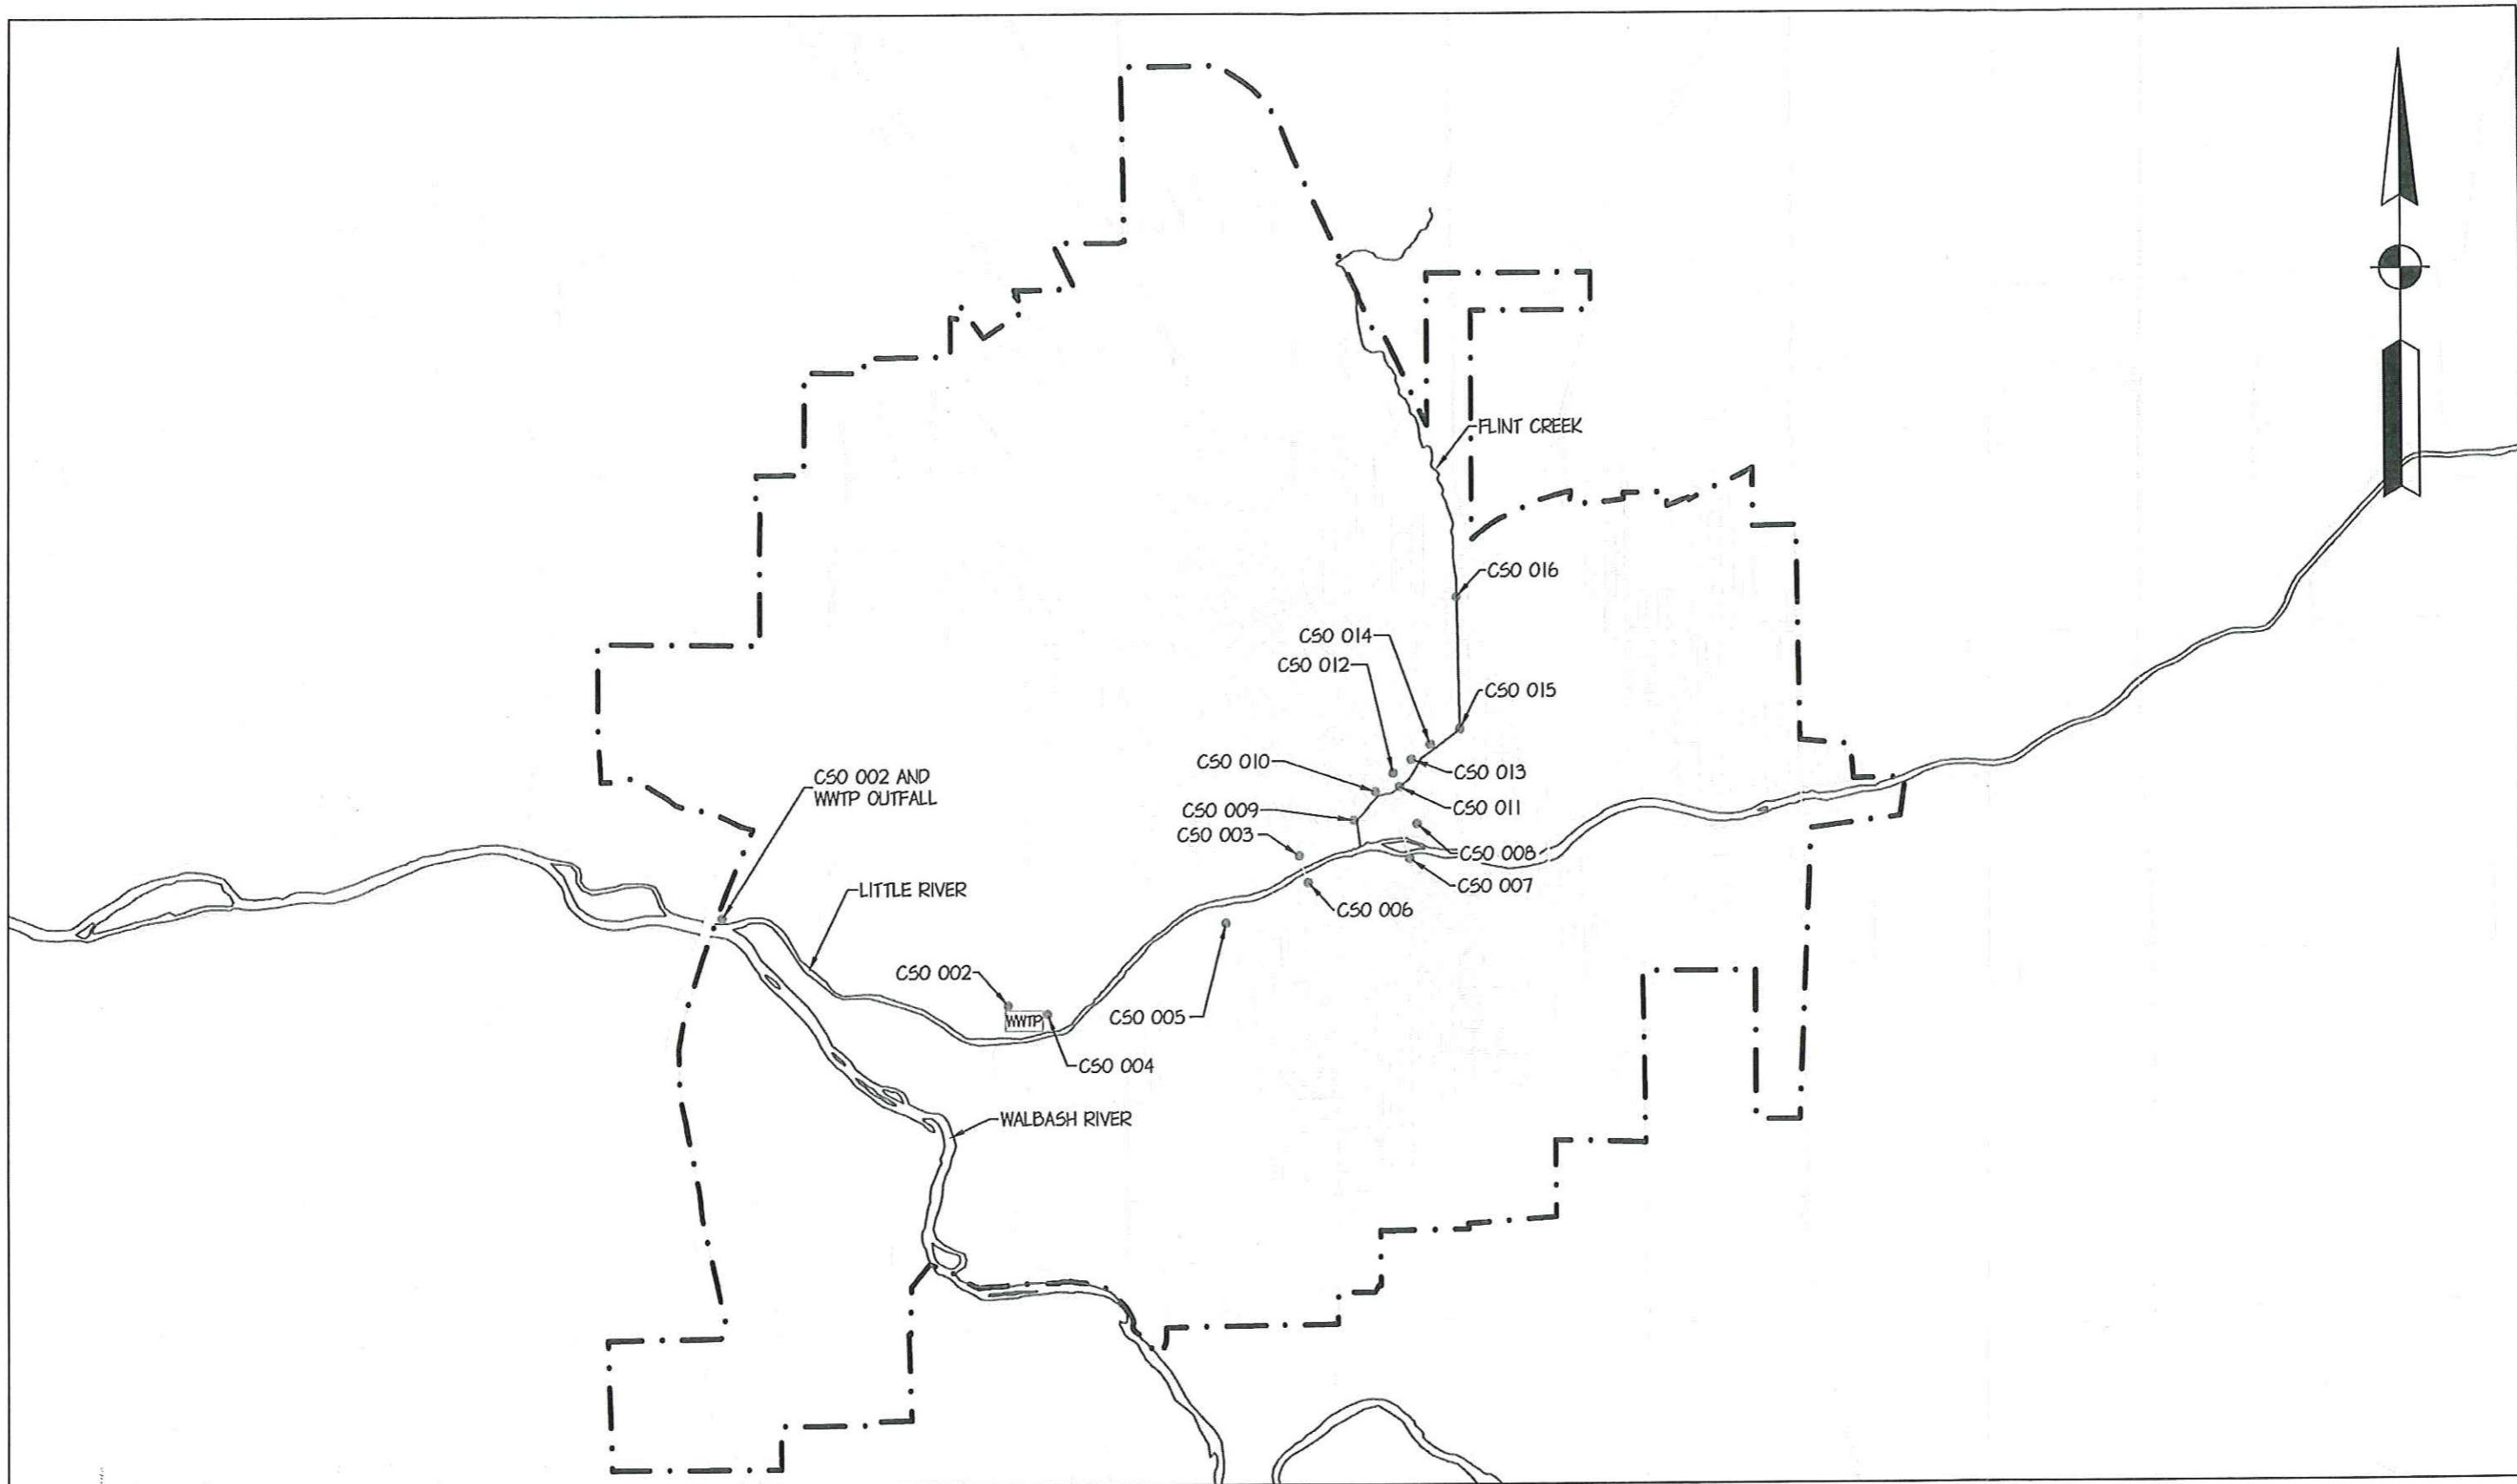 FLINT CREEK
CSO 016
CSO 014
CSO 012
CSO 015
CSO 010
CSO 013
CSO 009
CSO 011
CSO 003
CSO 008
CSO 007
CSO 006
CSO 002 AND
WWTP OUTFALL
LITTLE RIVER
CSO 002
WWTP
CSO 005
CSO 004
WALBASH RIVER